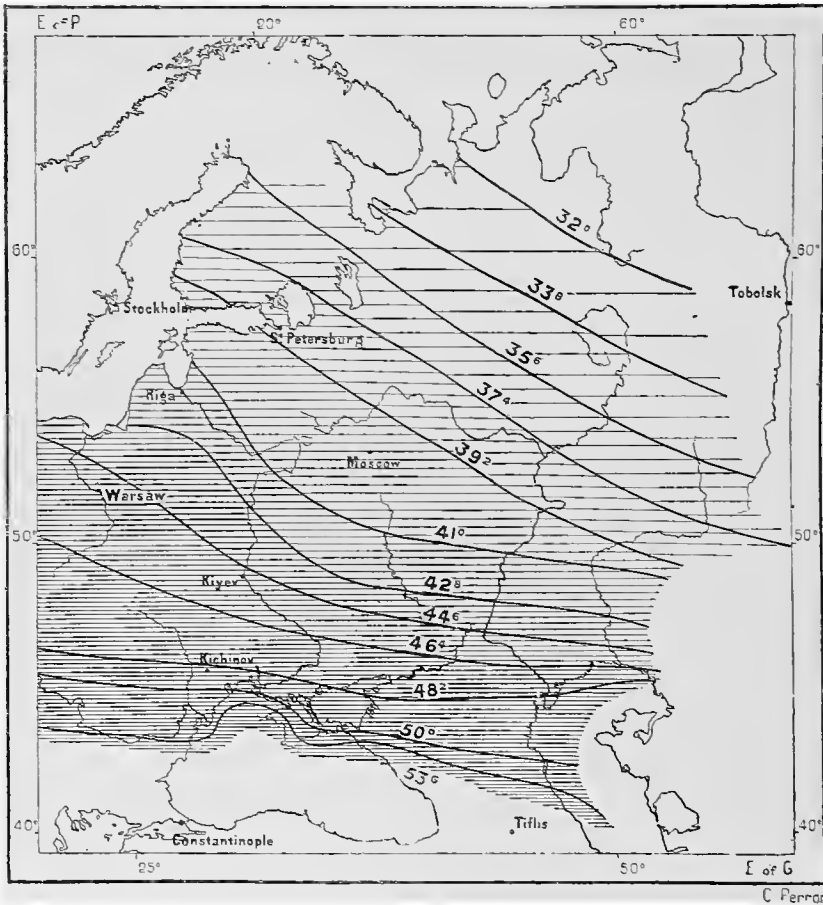 E of P
20°
60°
32°
60°
60°
33⁸
Tobolsk
Stockholm
St Petersburg
35⁶
37⁴
Riga
39²
Moscow
Warsaw
50°
41°
50°
Kiyev
42⁸
44⁶
46⁴
Kichinov
48²
50°
53⁶
40°
Tiflis
40°
Constantinople
25°
50°
E of G
C Perron